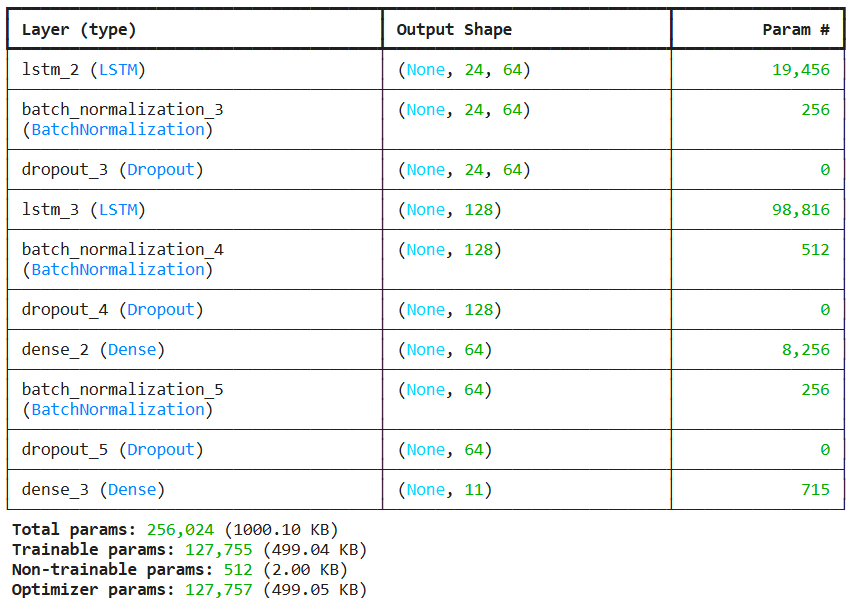 Layer (type) Output Shape Param #
lstm_2 (LSTM) (None, 24, 64) 19,456
batch_normalization_3 (None, 24, 64) 256
(BatchNormalization)
dropout_3 (Dropout) (None, 24, 64) 0
lstm_3 (LSTM) (None, 128) 98,816
batch_normalization_4 (None, 128) 512
(BatchNormalization)
dropout_4 (Dropout) (None, 128) 0
dense_2 (Dense) (None, 64) 8,256
batch_normalization_5 (None, 64) 256
(BatchNormalization)
dropout_5 (Dropout) (None, 64) 0
dense_3 (Dense) (None, 11) 715
Total params: 256,024 (1000.10 KB)
Trainable params: 127,755 (499.04 KB)
Non-trainable params: 512 (2.00 KB)
Optimizer params: 127,757 (499.05 KB)